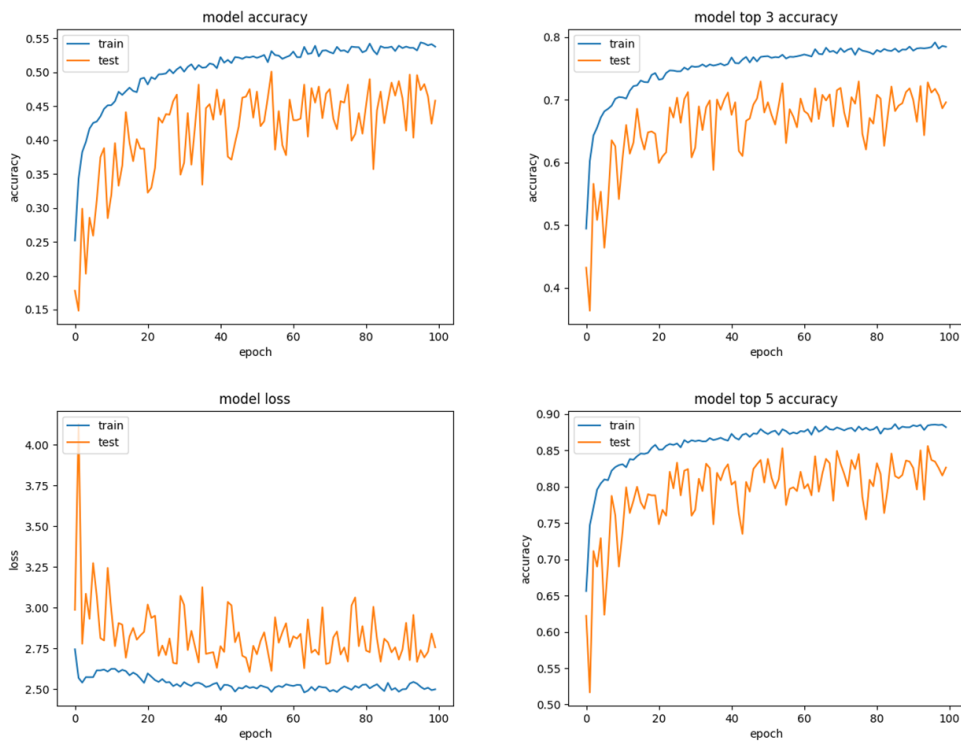 model accuracy
train
test
0.55
0.50
0.45
0.40
0.35
0.30
0.25
0.20
0.15
accuracy
0 20 40 60 80 100
epoch
model top 3 accuracy
train
test
0.8
0.7
0.6
0.5
0.4
accuracy
0 20 40 60 80 100
epoch
model loss
train
test
4.00
3.75
3.50
3.25
3.00
2.75
2.50
loss
0 20 40 60 80 100
epoch
model top 5 accuracy
train
test
0.90
0.85
0.80
0.75
0.70
0.65
0.60
0.55
0.50
accuracy
0 20 40 60 80 100
epoch